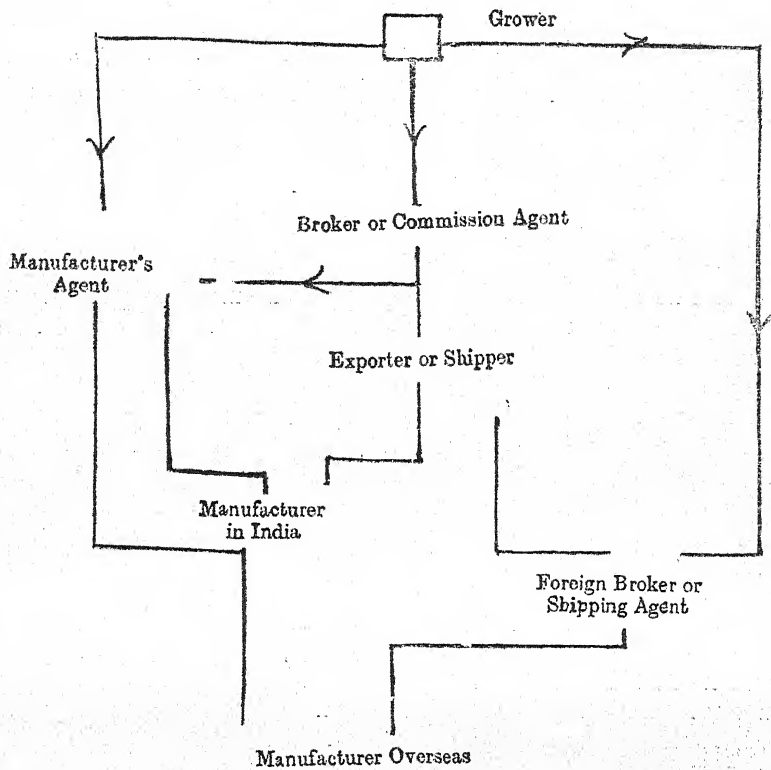 Grower
Broker or Commission Agent
Manufacturer's
Agent
Exporter or Shipper
Manufacturer
in India
Foreign Broker or
Shipping Agent
Manufacturer Overseas